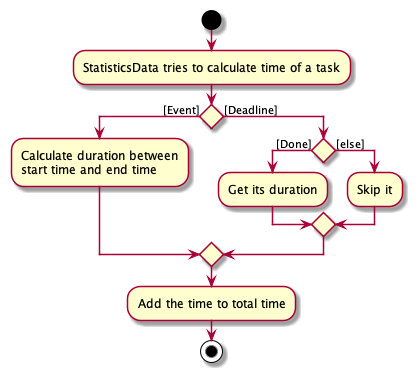 StatisticsData tries to calculate time of a task
[Event]
[Deadline]
[Done]
[else]
Calculate duration between
start time and end time
Get its duration
Skip it
Add the time to total time